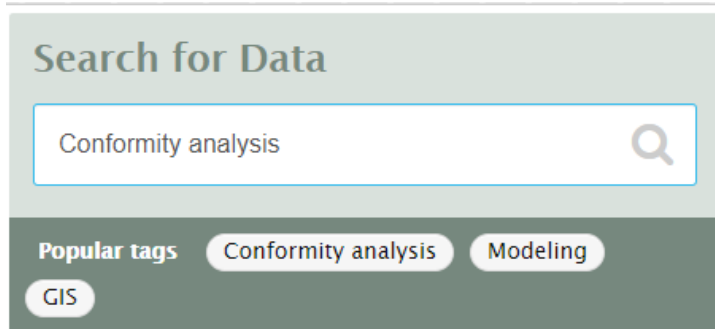 Search for Data
Conformity analysis
Popular tags Conformity analysis Modeling
GIS